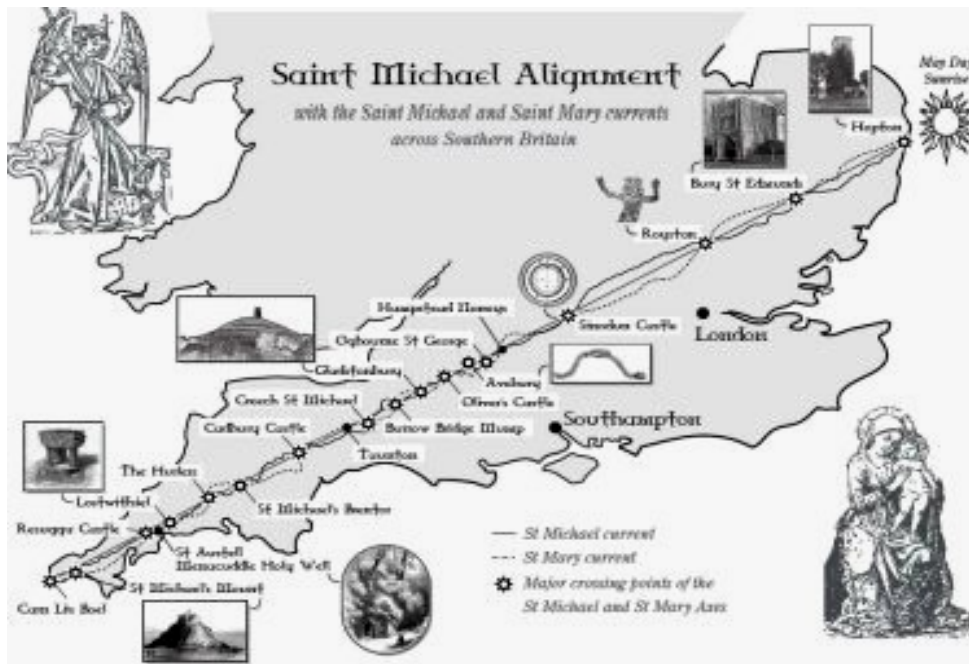 Saint Michael Alignment
with the Saint Michael and Saint Mary currents
across Southern Britain
May Day
Sunrise
Hopton
Bury St Edmunds
Royston
Sinodun Castle
London
Ogbourne St George
Glastonbury
Avebury
Oliver's Castle
Creech St Michael
Burrow Bridge Mump
Cadbury Castle
Taunton
Southampton
The Hurlers
St Michael's Brentor
Lostwithiel
Resugga Castle
St Austell
Menacuddle Holy Well
St Michael's Mount
Carn Lês Boel
St Michael current
St Mary current
Major crossing points of the
St Michael and St Mary Axes